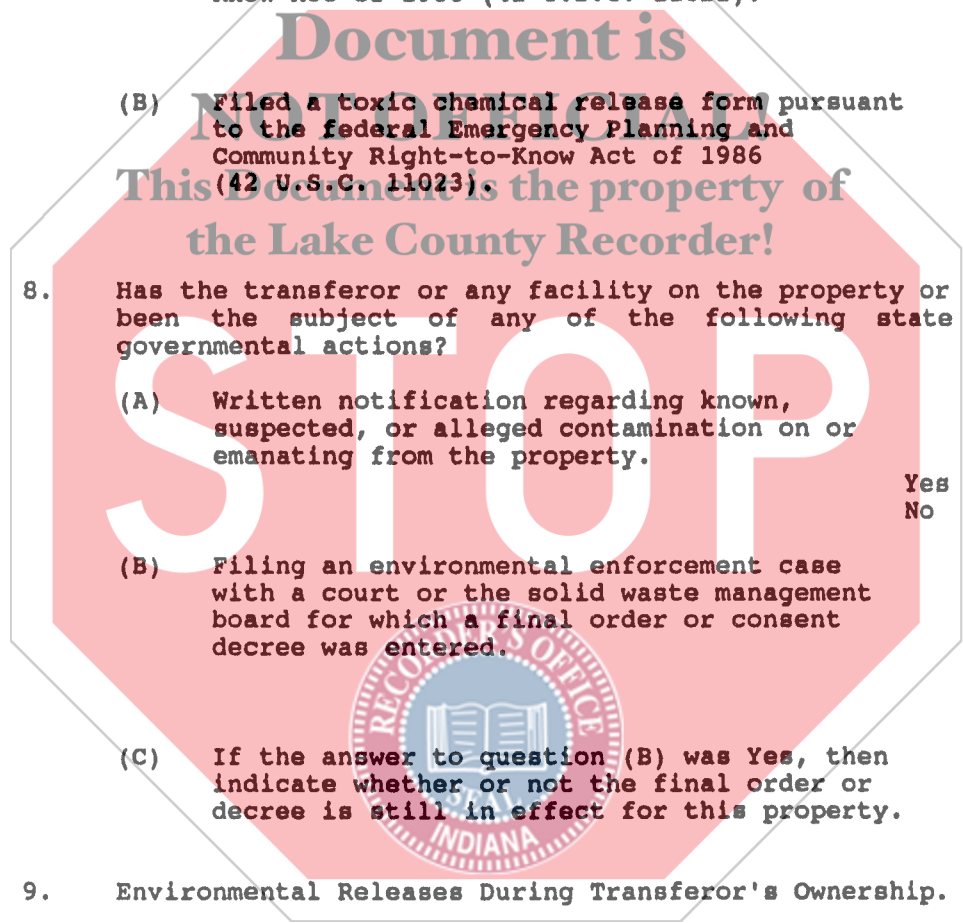 Document is
(B) Filed a toxic chemical release form pursuant
NOT OFFICIAL!
to the federal Emergency Planning and
Community Right-to-Know Act of 1986
(42 U.S.C. 11023).
This Document is the property of
the Lake County Recorder!
8. Has the transferor or any facility on the property or
been the subject of any of the following state
governmental actions?
STOP
(A) Written notification regarding known,
suspected, or alleged contamination on or
emanating from the property.
Yes
No
(B) Filing an environmental enforcement case
with a court or the solid waste management
board for which a final order or consent
decree was entered.
RECORDER'S OFFICE
(C) If the answer to question (B) was Yes, then
indicate whether or not the final order or
decree is still in effect for this property.
SEAL
INDIANA
9. Environmental Releases During Transferor's Ownership.